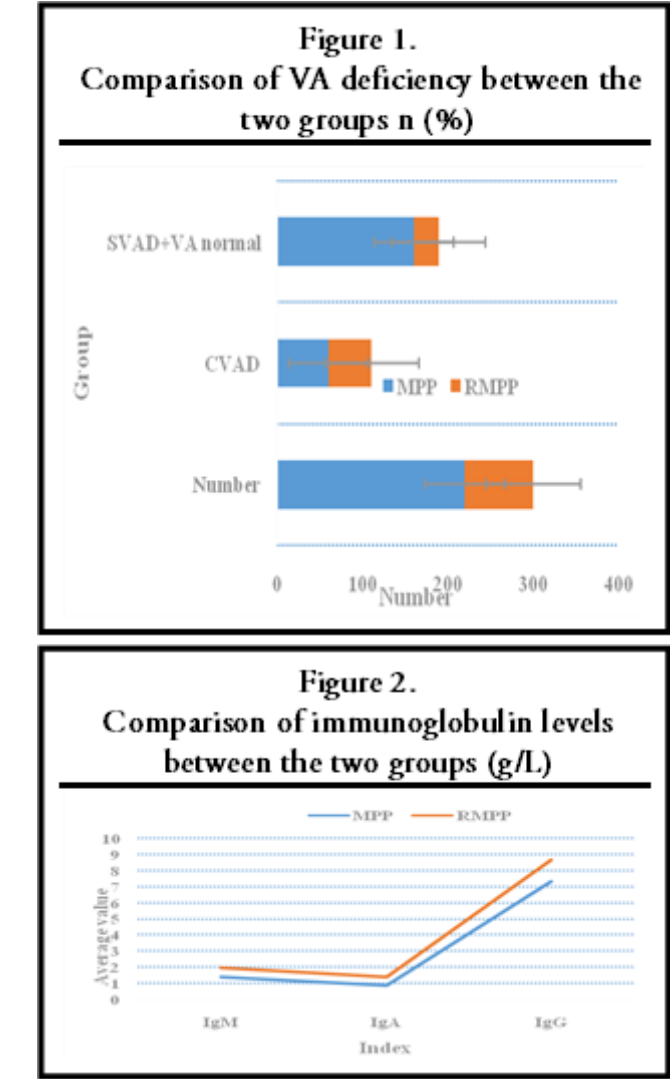 Figure 1.
Comparison of VA deficiency between the
two groups n (%)
SVAD+VA normal
CVAD
Number
Group
MPP RMPP
0 100 200 300 400
Number
Figure 2.
Comparison of immunoglobulin levels
between the two groups (g/L)
MPP RMPP
10
9
8
7
6
5
4
3
2
1
0
Average value
IgM IgA IgG
Index